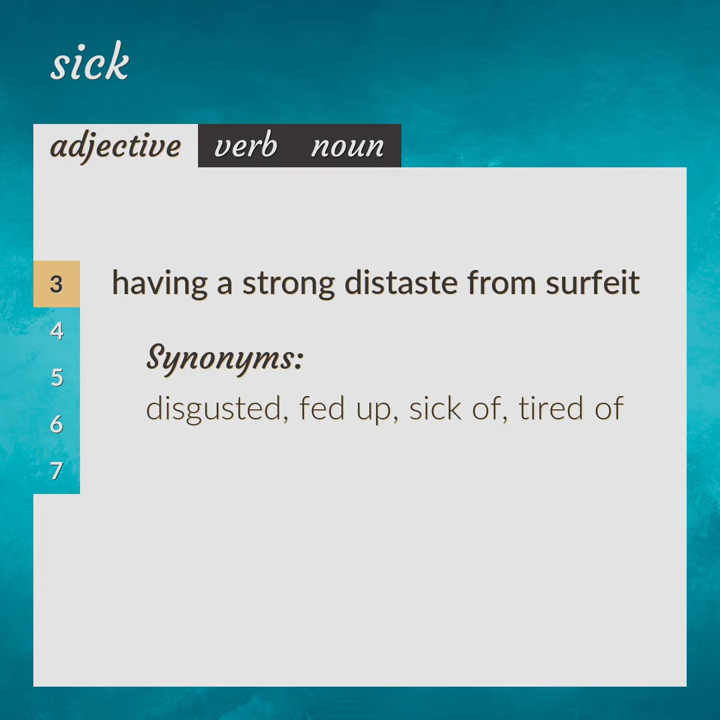 sick
adjective verb noun
3 having a strong distaste from surfeit
4
Synonyms:
5
disgusted, fed up, sick of, tired of
6
7